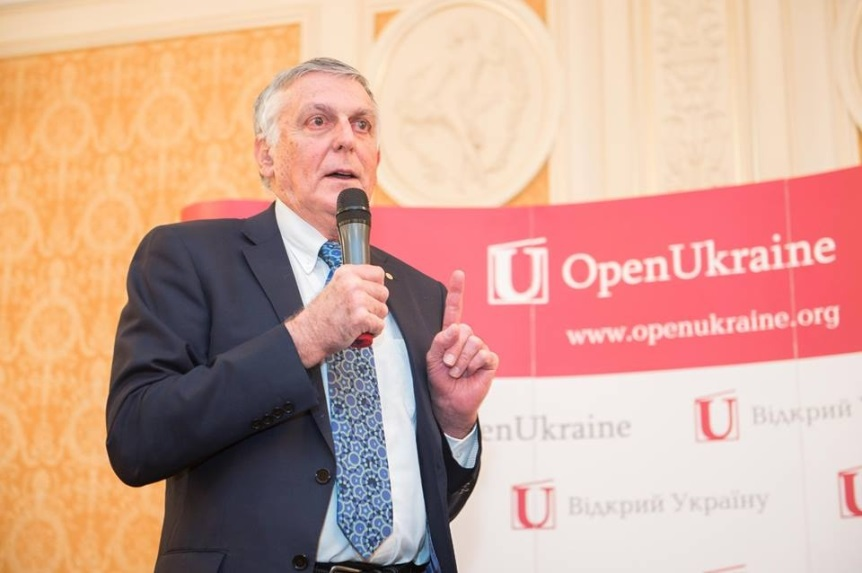 U OpenUkraine
www.openukraine.org
enUkraine
U Відкрий У
U Відкрий Україну
U